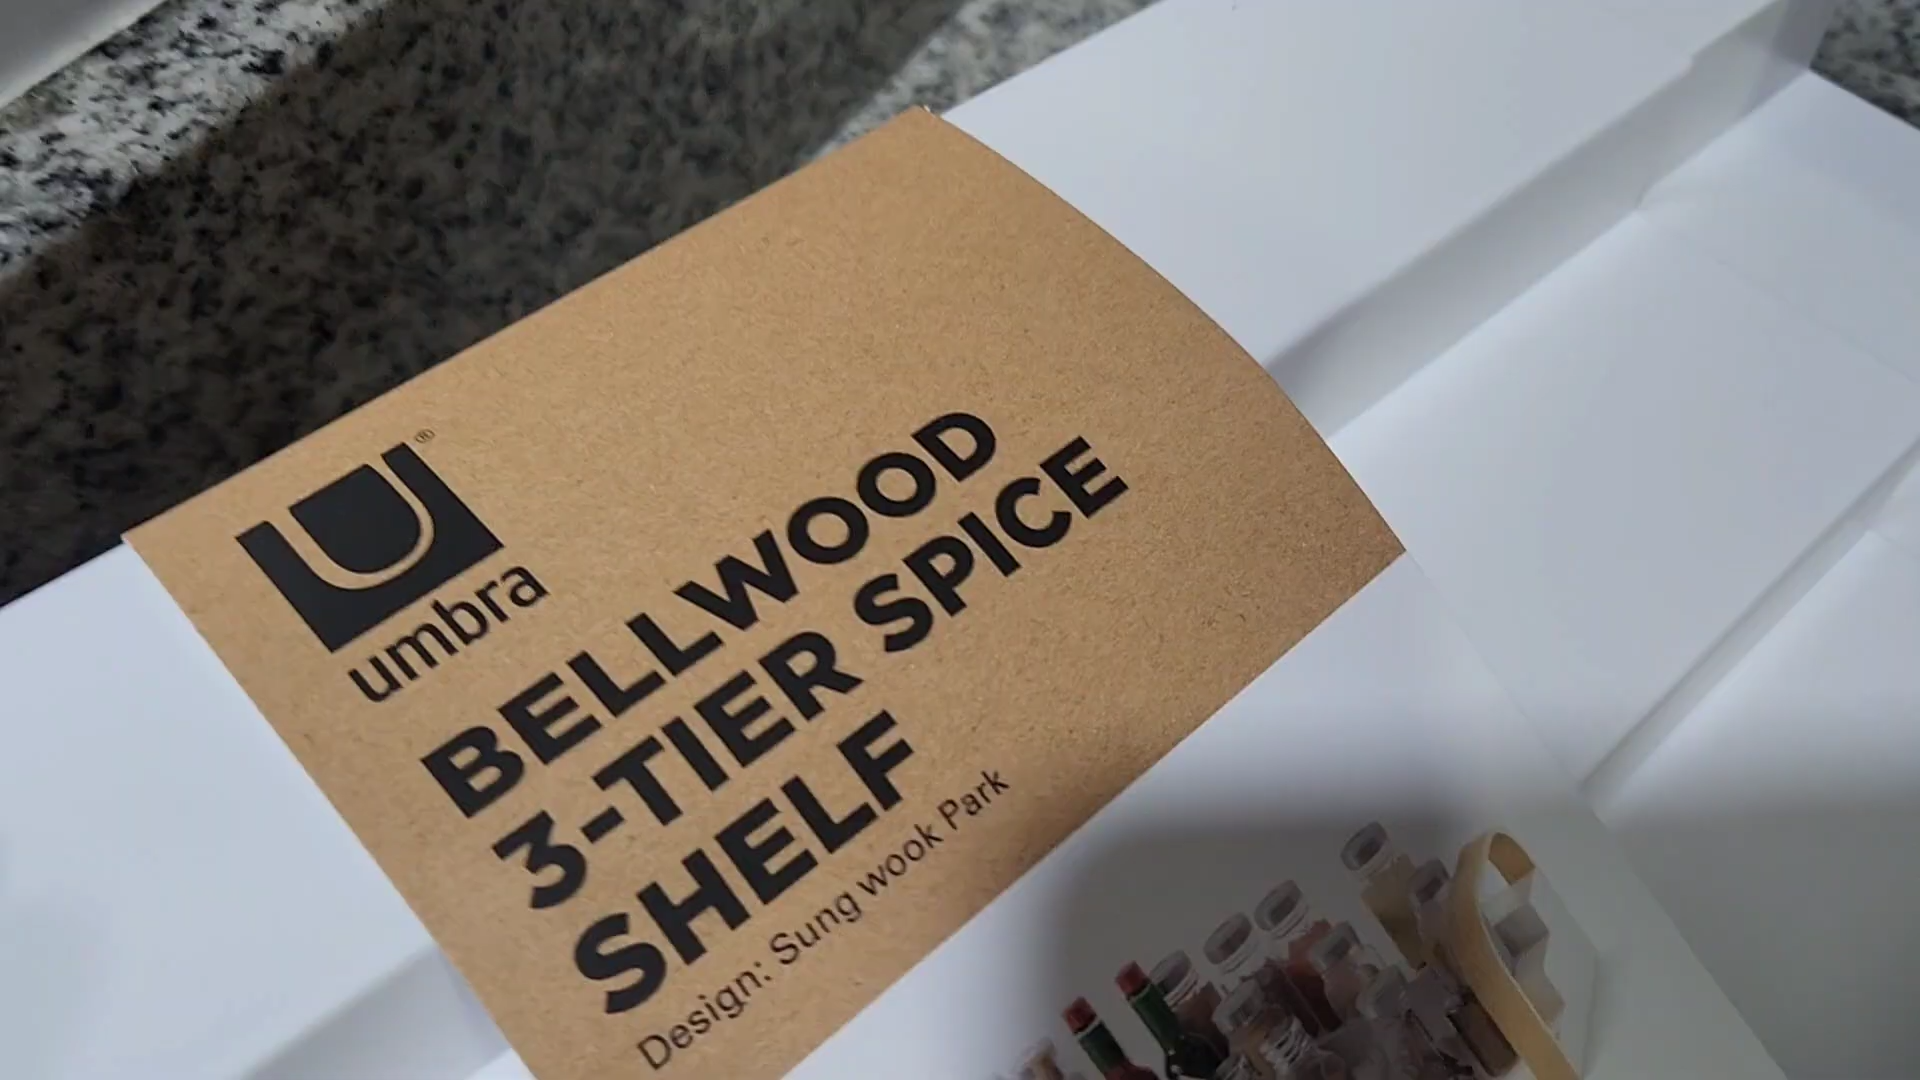 umbra®
BELLWOOD
3-TIER SPICE
SHELF
Design: Sung wook Park